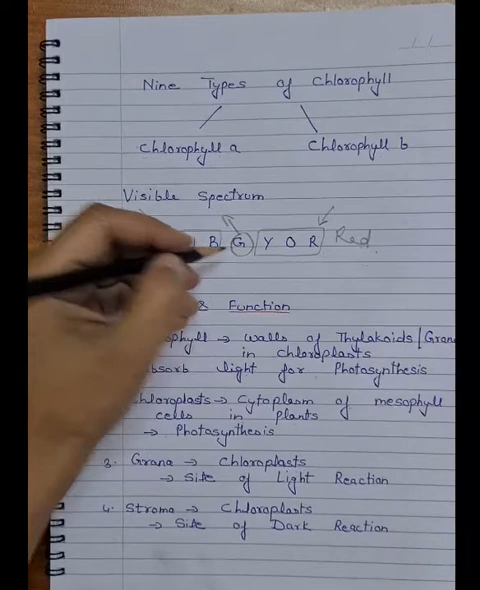 Nine Types of Chlorophyll
Chlorophyll a Chlorophyll b
Visible Spectrum
B G Y O R Red
& Function
walls of Thylakoids/Grana
in chloroplasts
light for Photosynthesis
Cytoplasm of mesophyll
cells in plants
→ Photosynthesis
3. Grana → Chloroplasts
→ Site of Light Reaction
4. Stroma → Chloroplasts
→ Site of Dark Reaction